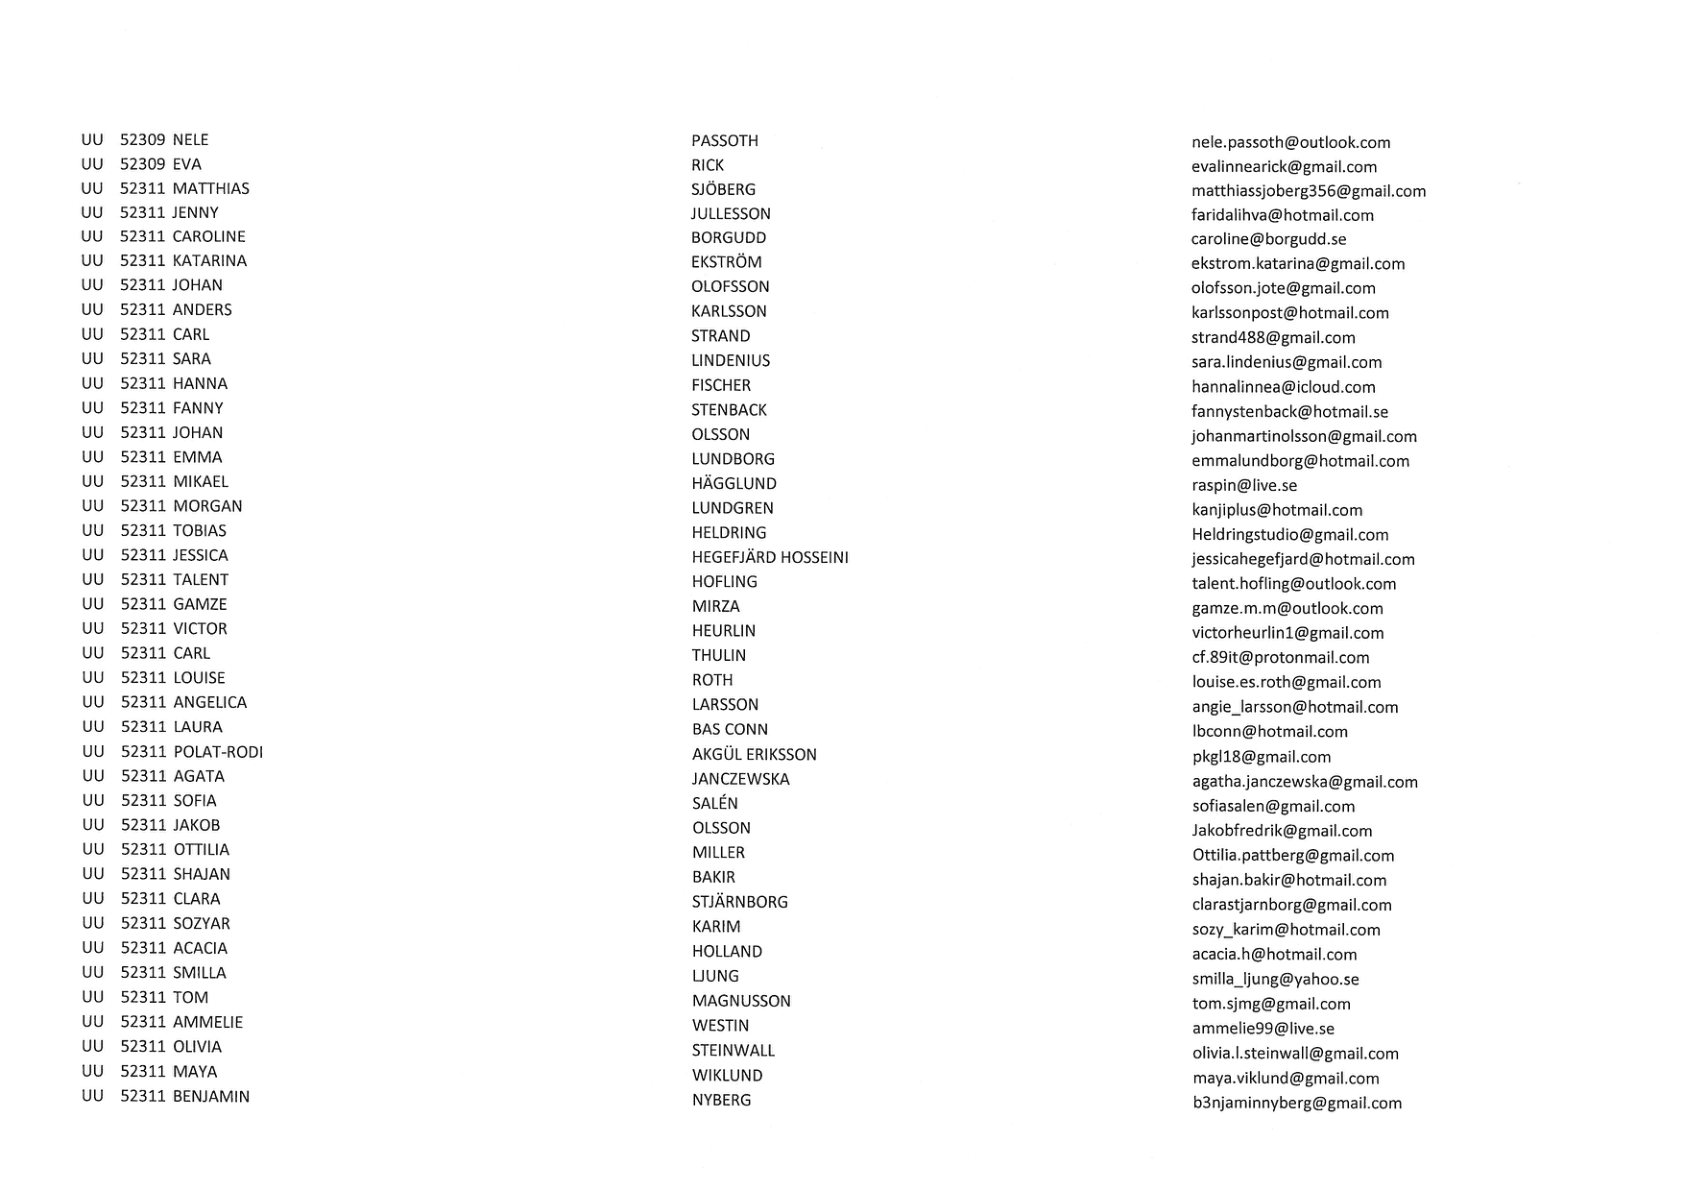 UU 52309 NELE PASSOTH nele.passoth@outlook.com
UU 52309 EVA RICK evalinnearick@gmail.com
UU 52311 MATTHIAS SJÖBERG matthiassjoberg356@gmail.com
UU 52311 JENNY JULLESSON faridalihva@hotmail.com
UU 52311 CAROLINE BORGUDD caroline@borgudd.se
UU 52311 KATARINA EKSTRÖM ekstrom.katarina@gmail.com
UU 52311 JOHAN OLOFSSON olofsson.jote@gmail.com
UU 52311 ANDERS KARLSSON karlssonpost@hotmail.com
UU 52311 CARL STRAND strand488@gmail.com
UU 52311 SARA LINDENIUS sara.lindenius@gmail.com
UU 52311 HANNA FISCHER hannalinnea@icloud.com
UU 52311 FANNY STENBACK fannystenback@hotmail.se
UU 52311 JOHAN OLSSON johanmartinolsson@gmail.com
UU 52311 EMMA LUNDBORG emmalundborg@hotmail.com
UU 52311 MIKAEL HÄGGLUND raspin@live.se
UU 52311 MORGAN LUNDGREN kanjiplus@hotmail.com
UU 52311 TOBIAS HELDRING Heldringstudio@gmail.com
UU 52311 JESSICA HEGEFJÄRD HOSSEINI jessicahegefjard@hotmail.com
UU 52311 TALENT HOFLING talent.hofling@outlook.com
UU 52311 GAMZE MIRZA gamze.m.m@outlook.com
UU 52311 VICTOR HEURLIN victorheurlin1@gmail.com
UU 52311 CARL THULIN cf.89it@protonmail.com
UU 52311 LOUISE ROTH louise.es.roth@gmail.com
UU 52311 ANGELICA LARSSON angie_larsson@hotmail.com
UU 52311 LAURA BAS CONN lbconn@hotmail.com
UU 52311 POLAT-RODI AKGÜL ERIKSSON pkgl18@gmail.com
UU 52311 AGATA JANCZEWSKA agatha.janczewska@gmail.com
UU 52311 SOFIA SALÉN sofiasalen@gmail.com
UU 52311 JAKOB OLSSON Jakobfredrik@gmail.com
UU 52311 OTTILIA MILLER Ottilia.pattberg@gmail.com
UU 52311 SHAJAN BAKIR shajan.bakir@hotmail.com
UU 52311 CLARA STJÄRNBORG clarastjarnborg@gmail.com
UU 52311 SOZYAR KARIM sozy_karim@hotmail.com
UU 52311 ACACIA HOLLAND acacia.h@hotmail.com
UU 52311 SMILLA LJUNG smilla_ljung@yahoo.se
UU 52311 TOM MAGNUSSON tom.sjmg@gmail.com
UU 52311 AMMELIE WESTIN ammelie99@live.se
UU 52311 OLIVIA STEINWALL olivia.l.steinwall@gmail.com
UU 52311 MAYA WIKLUND maya.viklund@gmail.com
UU 52311 BENJAMIN NYBERG b3njaminnyberg@gmail.com